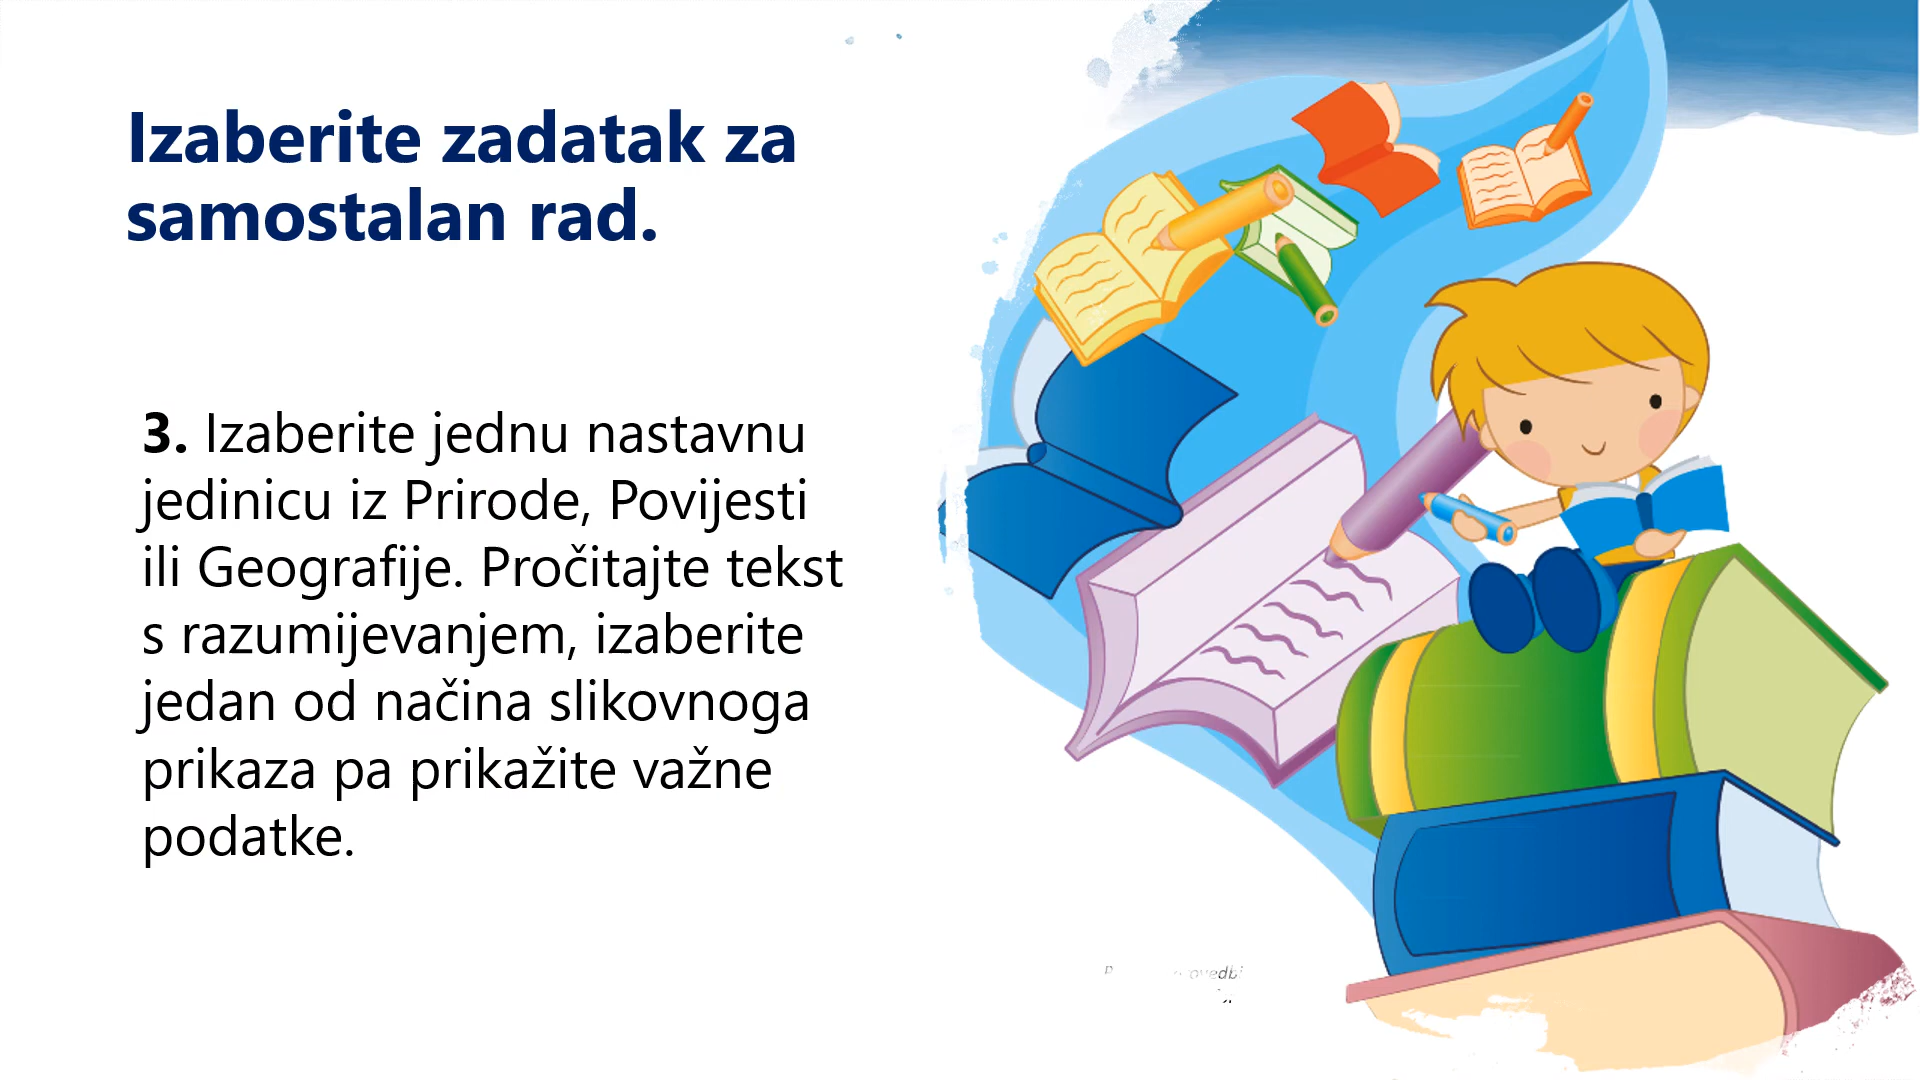 Izaberite zadatak za
samostalan rad.
3. Izaberite jednu nastavnu
jedinicu iz Prirode, Povijesti
ili Geografije. Pročitajte tekst
s razumijevanjem, izaberite
jedan od načina slikovnoga
prikaza pa prikažite važne
podatke.